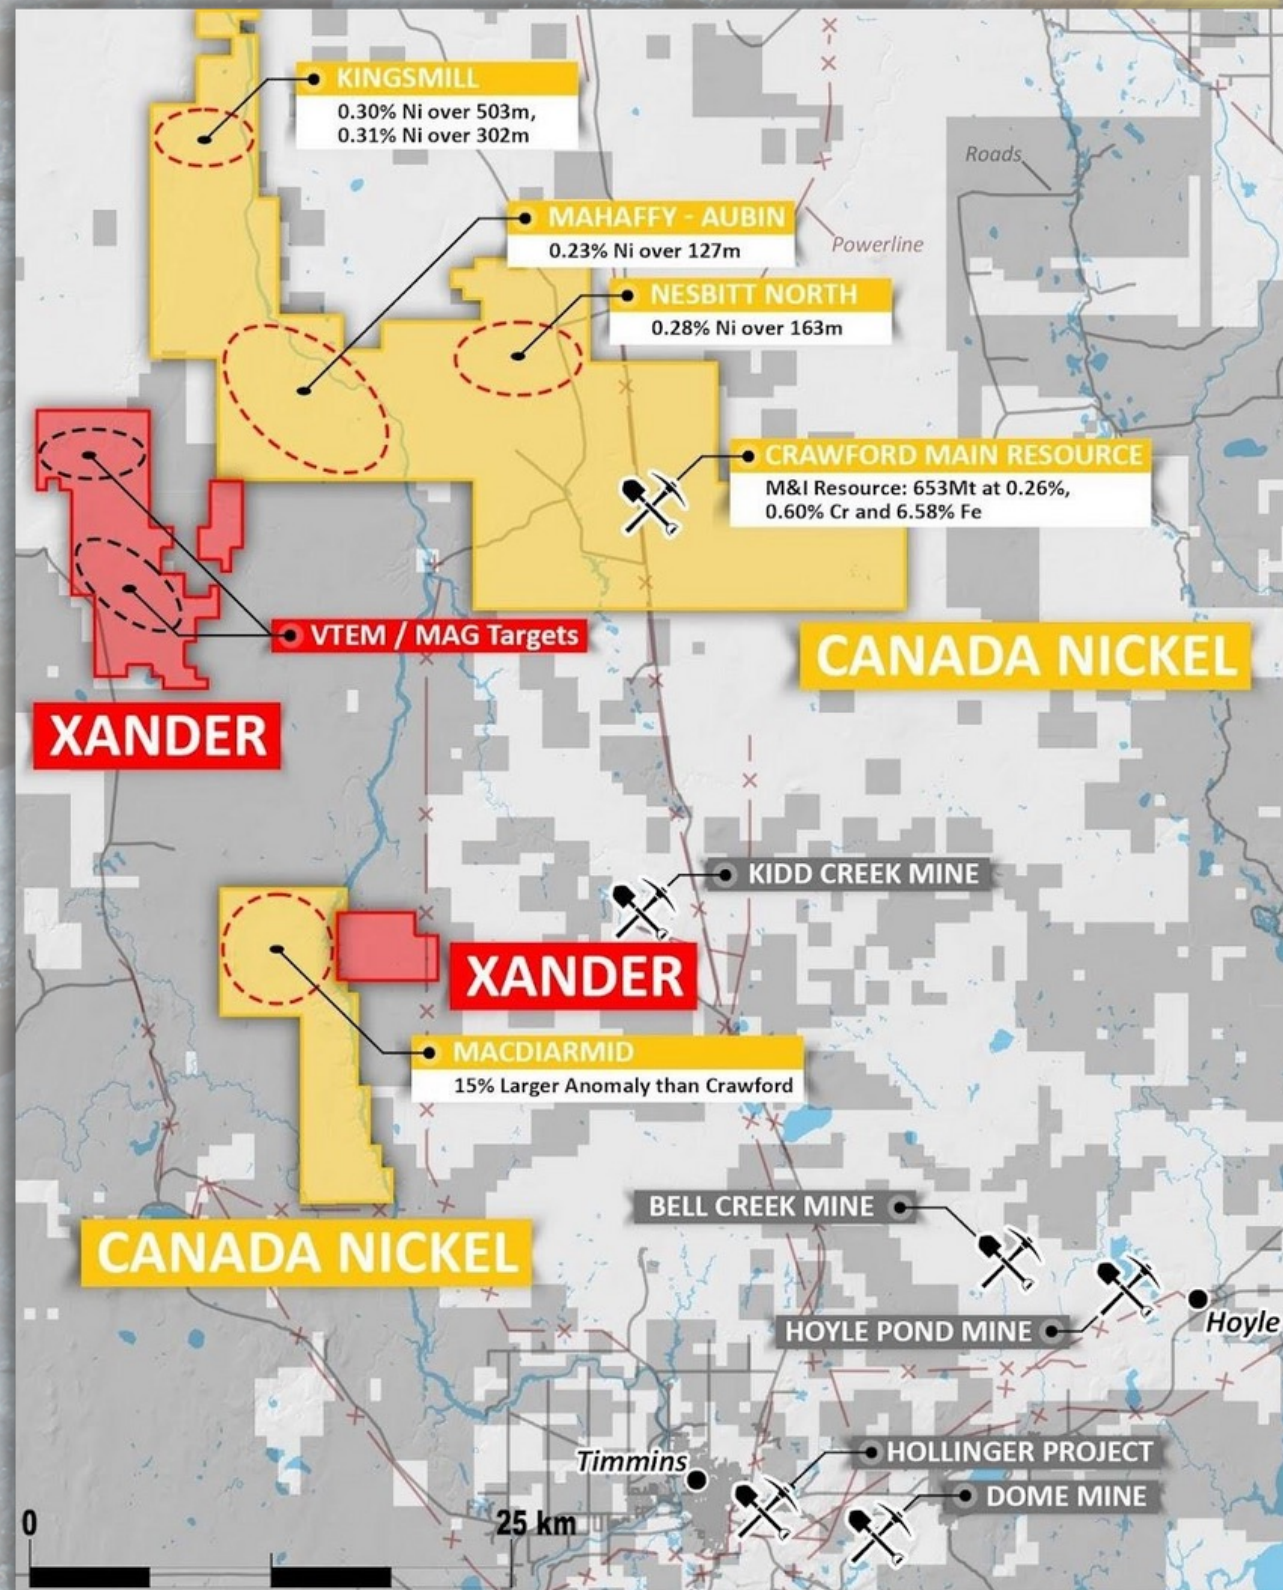 KINGSMILL
0.30% Ni over 503m,
0.31% Ni over 302m
Roads
MAHAFFY - AUBIN
0.23% Ni over 127m
Powerline
NESBITT NORTH
0.28% Ni over 163m
CRAWFORD MAIN RESOURCE
M&I Resource: 653Mt at 0.26%,
0.60% Cr and 6.58% Fe
VTEM / MAG Targets
CANADA NICKEL
XANDER
KIDD CREEK MINE
XANDER
MACDIARMID
15% Larger Anomaly than Crawford
BELL CREEK MINE
CANADA NICKEL
HOYLE POND MINE
Hoyle
Timmins
HOLLINGER PROJECT
DOME MINE
0 25 km